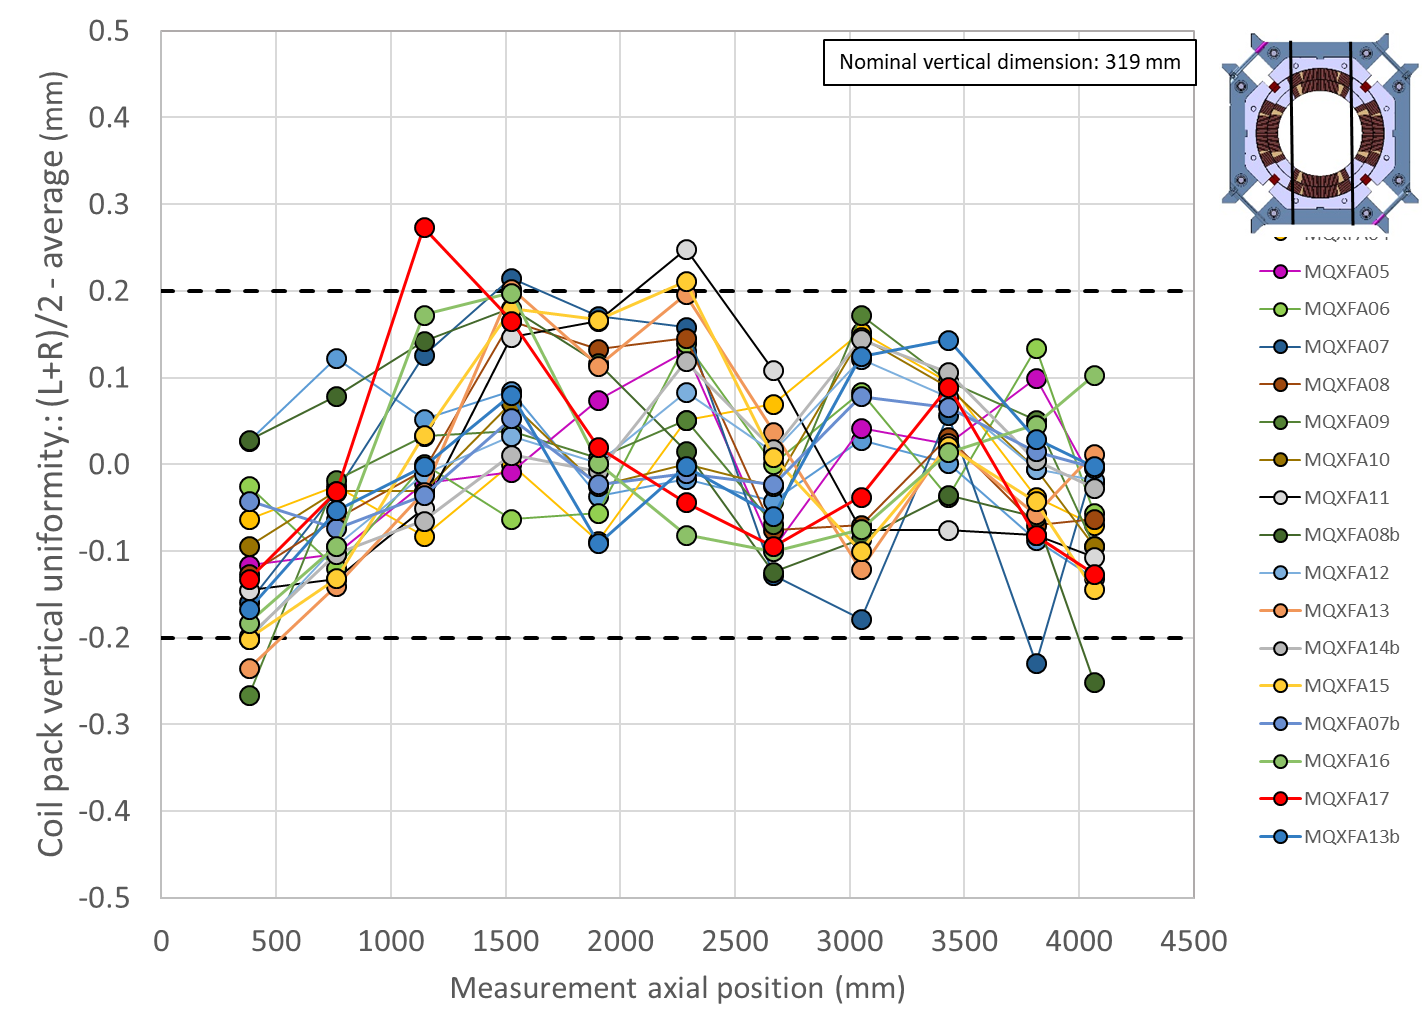 Coil pack vertical uniformity.: (L+R)/2 - average (mm)
0.5
0.4
0.3
0.2
0.1
0.0
-0.1
-0.2
-0.3
-0.4
-0.5
Nominal vertical dimension: 319 mm
MQXFA05
MQXFA06
MQXFA07
MQXFA08
MQXFA09
MQXFA10
MQXFA11
MQXFA08b
MQXFA12
MQXFA13
MQXFA14b
MQXFA15
MQXFA07b
MQXFA16
MQXFA17
MQXFA13b
0 500 1000 1500 2000 2500 3000 3500 4000 4500
Measurement axial position (mm)